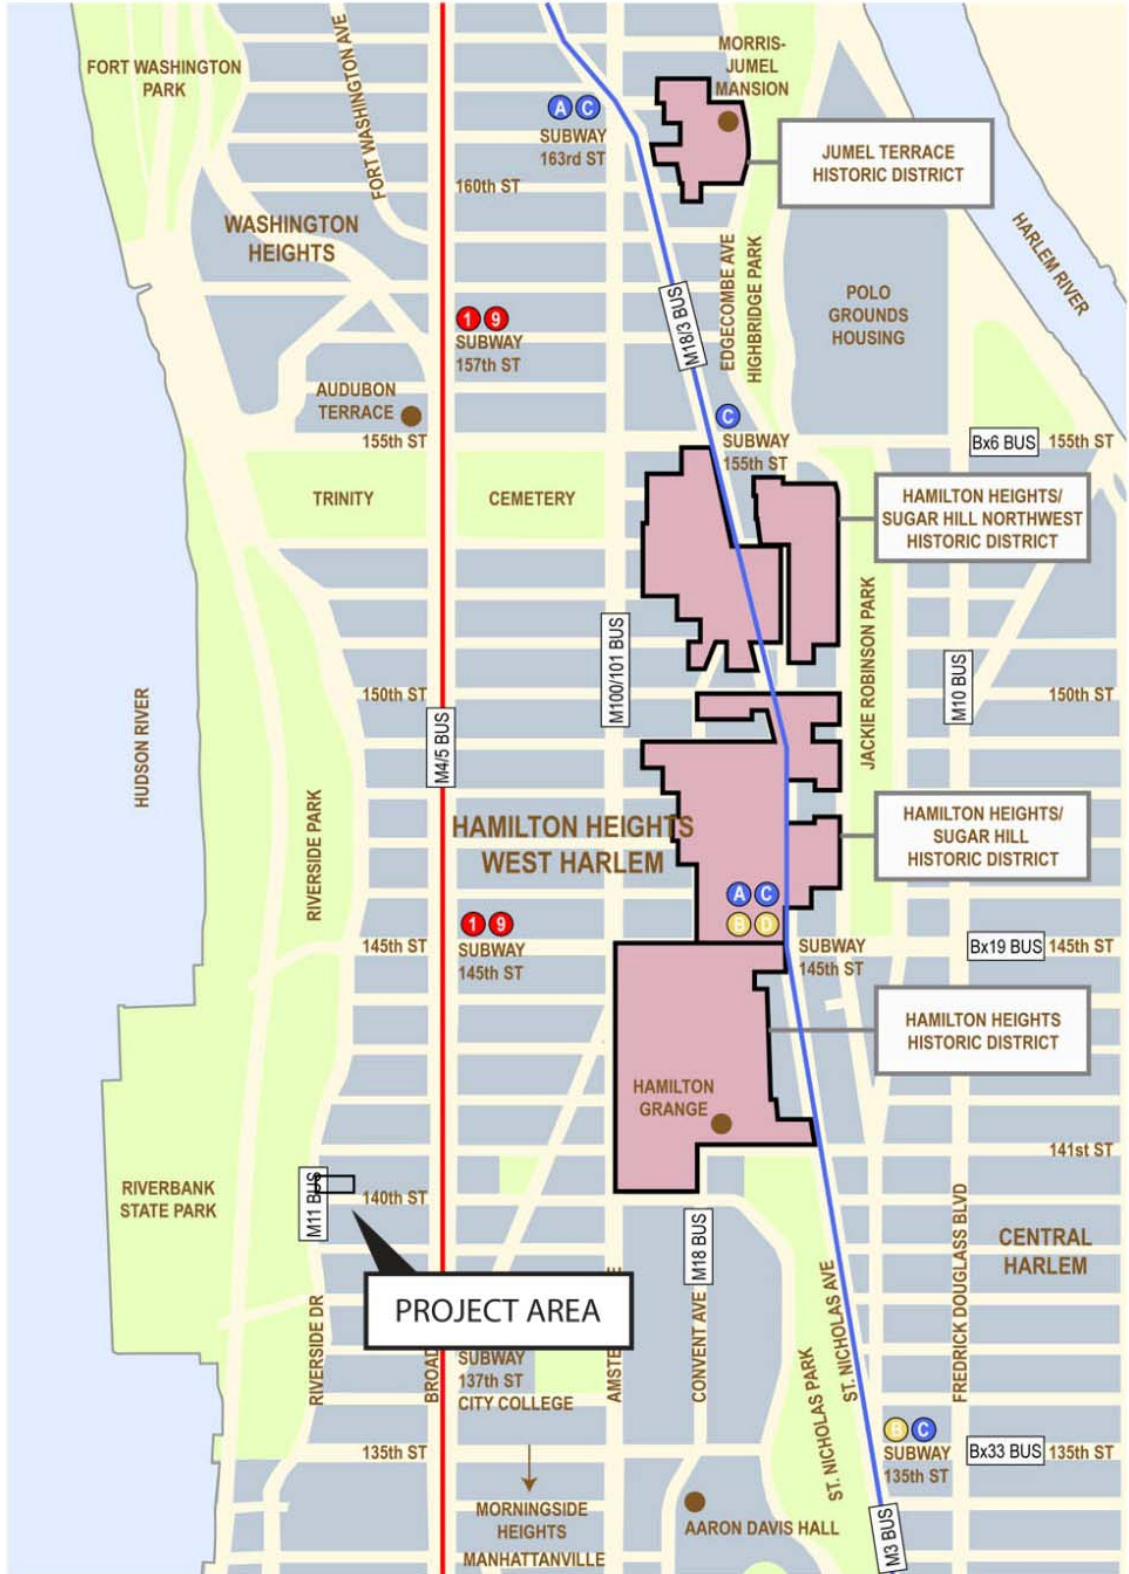 FORT WASHINGTON
PARK
FORT WASHINGTON AVE
MORRIS-
JUMEL
MANSION
A C
SUBWAY
163rd ST
JUMEL TERRACE
HISTORIC DISTRICT
160th ST
WASHINGTON
HEIGHTS
HARLEM RIVER
EDGECOMBE AVE
HIGHBRIDGE PARK
POLO
GROUNDS
HOUSING
M18/3 BUS
1 9
SUBWAY
157th ST
AUDUBON
TERRACE
155th ST
C
SUBWAY
155th ST
Bx6 BUS
155th ST
TRINITY
CEMETERY
HAMILTON HEIGHTS/
SUGAR HILL NORTHWEST
HISTORIC DISTRICT
JACKIE ROBINSON PARK
M100/101 BUS
M10 BUS
150th ST
150th ST
HUDSON RIVER
M4/5 BUS
RIVERSIDE PARK
HAMILTON HEIGHTS
WEST HARLEM
HAMILTON HEIGHTS/
SUGAR HILL
HISTORIC DISTRICT
A C
B D
1 9
SUBWAY
145th ST
145th ST
SUBWAY
145th ST
Bx19 BUS
145th ST
HAMILTON HEIGHTS
HISTORIC DISTRICT
HAMILTON
GRANGE
141st ST
RIVERBANK
STATE PARK
M11 BUS
140th ST
M18 BUS
CENTRAL
HARLEM
PROJECT AREA
RIVERSIDE DR
BROAD
SUBWAY
137th ST
CITY COLLEGE
CONVENT AVE
ST. NICHOLAS PARK
ST. NICHOLAS AVE
FREDRICK DOUGLASS BLVD
135th ST
B C
SUBWAY
135th ST
Bx33 BUS
135th ST
MORNINGSIDE
HEIGHTS
MANHATTANVILLE
AARON DAVIS HALL
M3 BUS